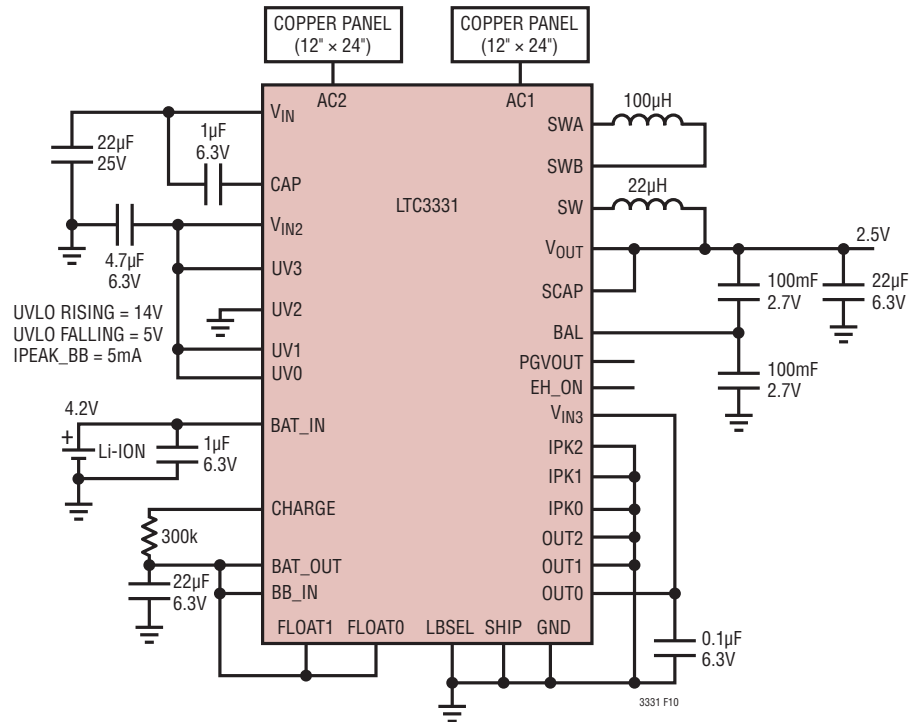 COPPER PANEL
(12" × 24")
COPPER PANEL
(12" × 24")
AC2
AC1
VIN
CAP
VIN2
UV3
UV2
UV1
UV0
BAT_IN
CHARGE
BAT_OUT
BB_IN
FLOAT1
FLOAT0
LBSEL
SHIP
GND
LTC3331
SWA
SWB
SW
VOUT
SCAP
BAL
PGVOUT
EH_ON
VIN3
IPK2
IPK1
IPK0
OUT2
OUT1
OUT0
22µF
25V
1µF
6.3V
4.7µF
6.3V
UVLO RISING = 14V
UVLO FALLING = 5V
IPEAK_BB = 5mA
4.2V
+
Li-ION
1µF
6.3V
300k
22µF
6.3V
100µH
22µH
2.5V
100mF
2.7V
22µF
6.3V
100mF
2.7V
0.1µF
6.3V
3331 F10